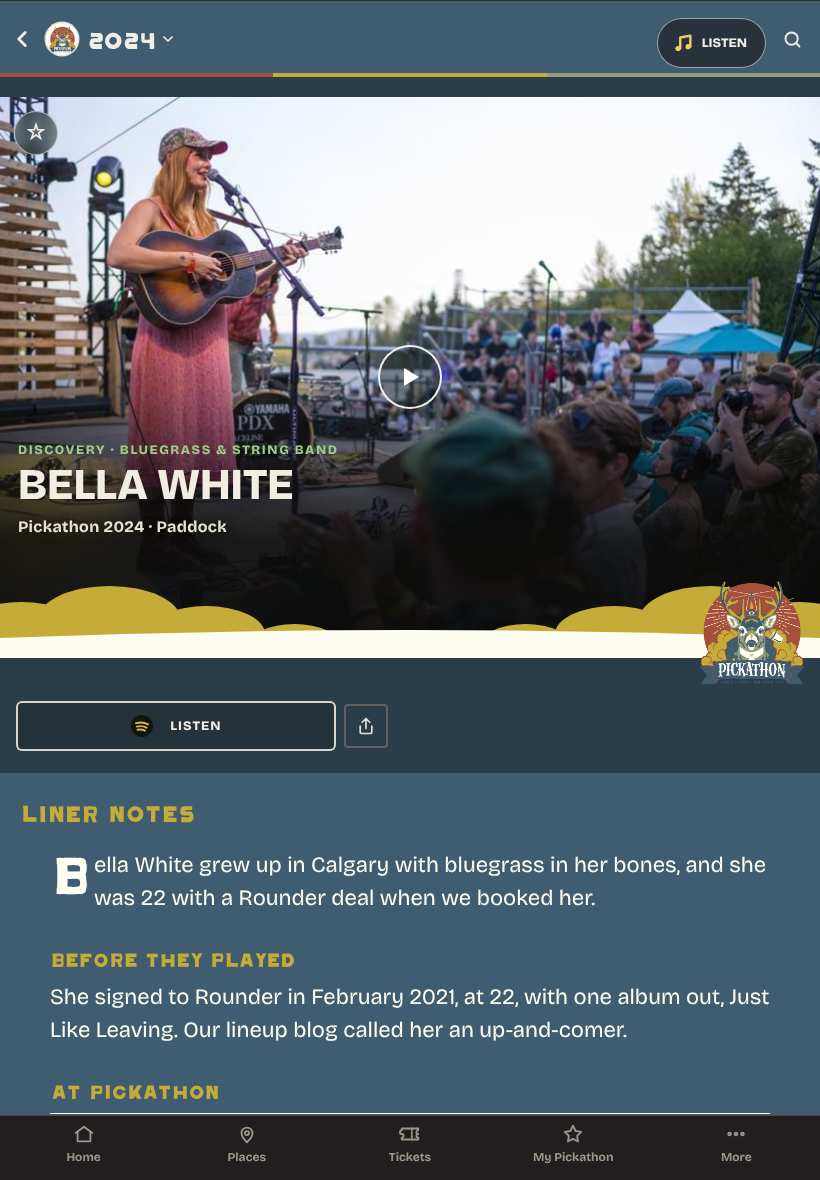 2024
LISTEN
YAMAHA
PDX
BACKLINE
DISCOVERY · BLUEGRASS & STRING BAND
BELLA WHITE
Pickathon 2024 · Paddock
PICKATHON
LISTEN
LINER NOTES
Bella White grew up in Calgary with bluegrass in her bones, and she
was 22 with a Rounder deal when we booked her.
BEFORE THEY PLAYED
She signed to Rounder in February 2021, at 22, with one album out, Just
Like Leaving. Our lineup blog called her an up-and-comer.
AT PICKATHON
Home
Places
Tickets
My Pickathon
More